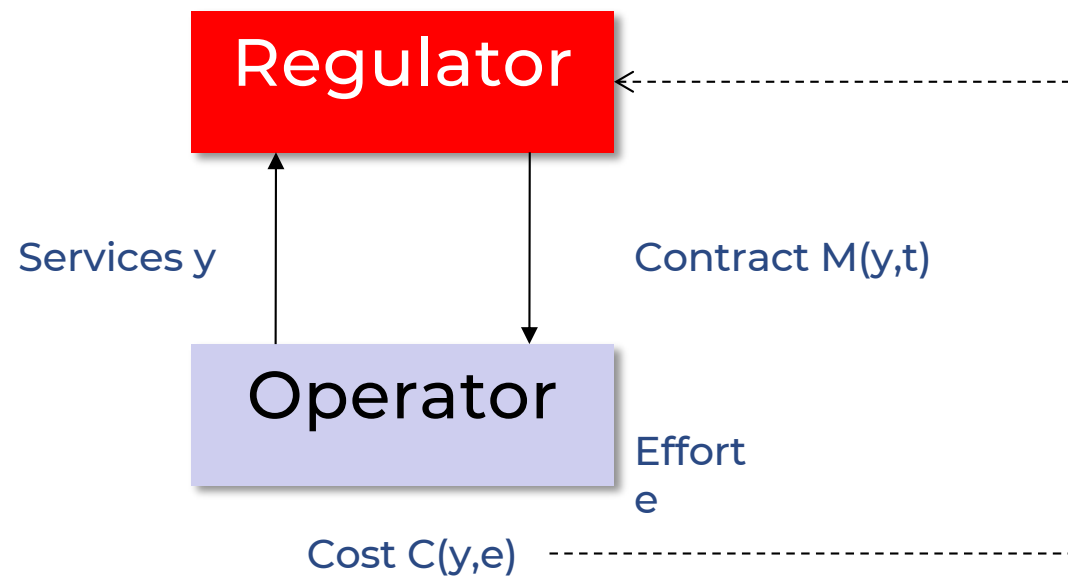 Regulator
Services y
Contract M(y,t)
Operator
Effort
e
Cost C(y,e)